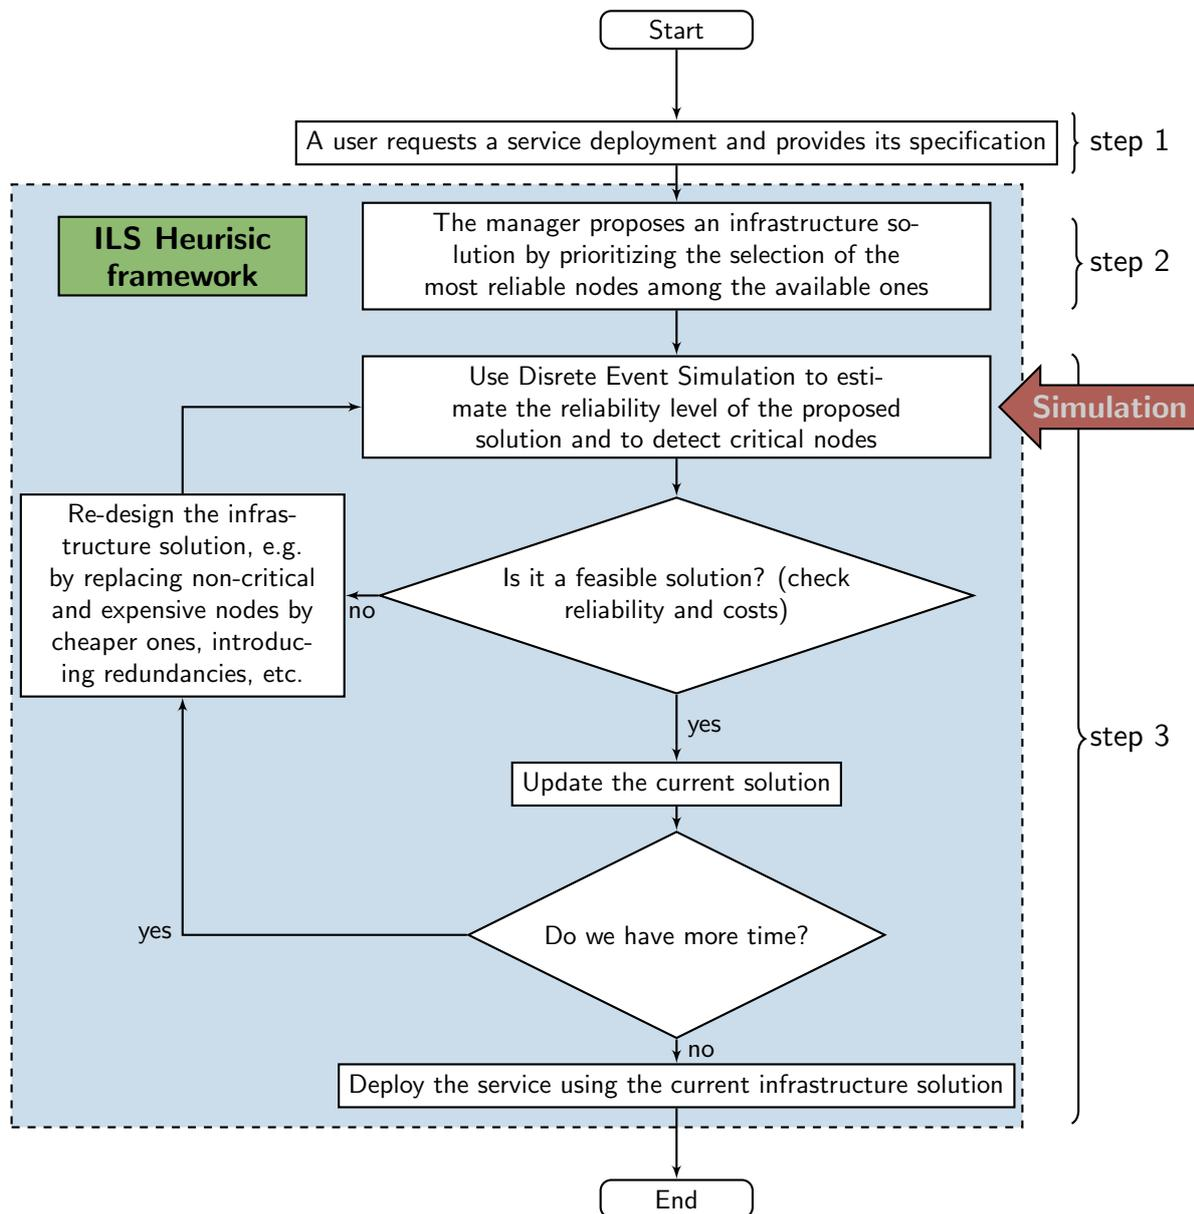 Start
A user requests a service deployment and provides its specification
step 1
ILS Heurisic
framework
The manager proposes an infrastructure so-
lution by prioritizing the selection of the
most reliable nodes among the available ones
step 2
Use Disrete Event Simulation to esti-
mate the reliability level of the proposed
solution and to detect critical nodes
Simulation
Re-design the infras-
tructure solution, e.g.
by replacing non-critical
and expensive nodes by
cheaper ones, introduc-
ing redundancies, etc.
no
Is it a feasible solution? (check
reliability and costs)
yes
step 3
Update the current solution
yes
Do we have more time?
no
Deploy the service using the current infrastructure solution
End